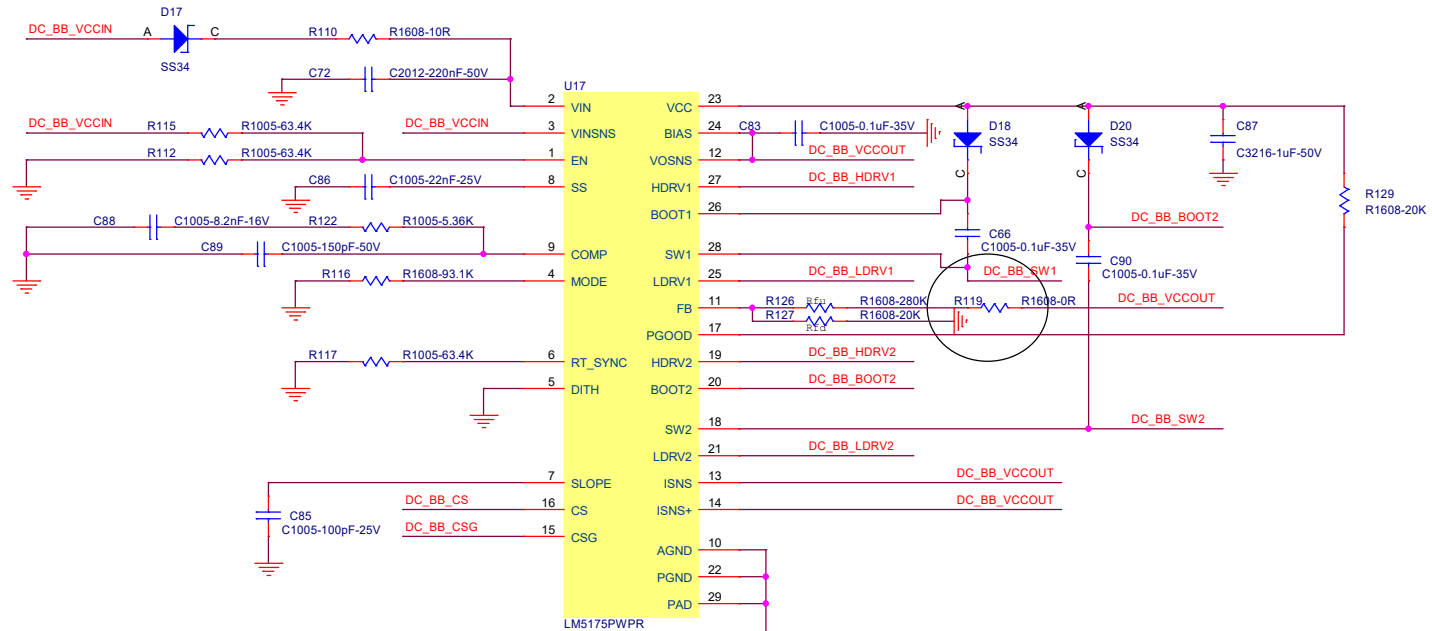 D17
DC_BB_VCCIN A C R110 R1608-10R
SS34
C72 C2012-220nF-50V
U17
2 VIN VCC 23
DC_BB_VCCIN R115 R1005-63.4K DC_BB_VCCIN 3 VINSNS BIAS 24 C83 C1005-0.1uF-35V D18 D20 C87
SS34 SS34
R112 R1005-63.4K 1 EN VOSNS 12 DC_BB_VCCOUT C3216-1uF-50V
C86 C1005-22nF-25V 8 SS HDRV1 27 DC_BB_HDRV1 C C
R129
R1608-20K
BOOT1 26 DC_BB_BOOT2
C88 C1005-8.2nF-16V R122 R1005-5.36K C66
C1005-0.1uF-35V
C89 C1005-150pF-50V 9 COMP SW1 28 C90
C1005-0.1uF-35V
R116 R1608-93.1K 4 MODE LDRV1 25 DC_BB_LDRV1 DC_BB_SW1
FB 11 R126 Rfu R1608-280K R119 R1608-0R DC_BB_VCCOUT
R127 Rfd R1608-20K
PGOOD 17
R117 R1005-63.4K 6 RT_SYNC HDRV2 19 DC_BB_HDRV2
5 DITH BOOT2 20 DC_BB_BOOT2
SW2 18 DC_BB_SW2
LDRV2 21 DC_BB_LDRV2
7 SLOPE ISNS 13 DC_BB_VCCOUT
C85
C1005-100pF-25V
DC_BB_CS 16 CS ISNS+ 14 DC_BB_VCCOUT
DC_BB_CSG 15 CSG
AGND 10
PGND 22
PAD 29
LM5175PWPR